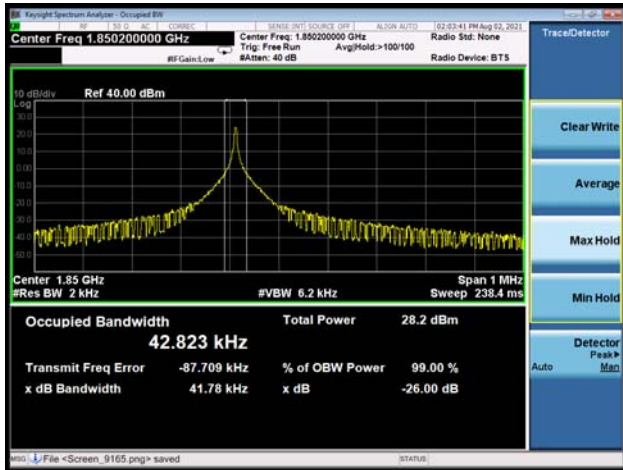 Keysight Spectrum Analyzer - Occupied BW
RF 50 Ω AC CORREC SENSE:INT SOURCE OFF ALIGN AUTO 02:03:41 PM Aug 02, 2021
Center Freq 1.850200000 GHz
Center Freq: 1.850200000 GHz
Radio Std: None
Trig: Free Run Avg|Hold:>100/100
#IFGain:Low #Atten: 40 dB Radio Device: BTS
Trace/Detector
10 dB/div Ref 40.00 dBm
Log
30.0
20.0
10.0
0.00
-10.0
-20.0
-30.0
-40.0
-50.0
Center 1.85 GHz Span 1 MHz
#Res BW 2 kHz #VBW 6.2 kHz Sweep 238.4 ms
Occupied Bandwidth Total Power 28.2 dBm
42.823 kHz
Transmit Freq Error -87.709 kHz % of OBW Power 99.00 %
x dB Bandwidth 41.78 kHz x dB -26.00 dB
Clear Write
Average
Max Hold
Min Hold
Detector
Peak▶
Auto Man
MSG File <Screen_9165.png> saved STATUS